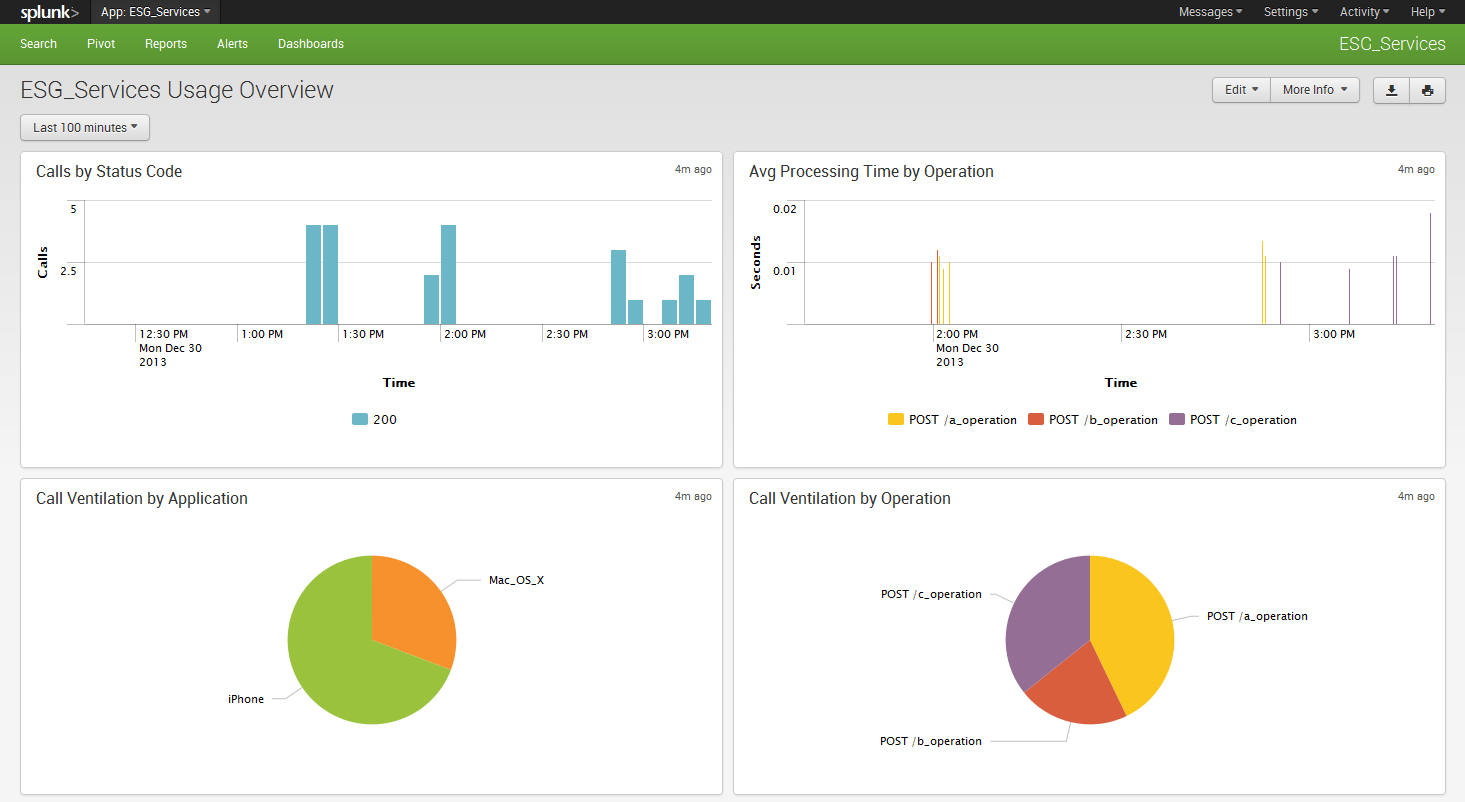 splunk> App: ESG_Services Messages Settings Activity Help
Search Pivot Reports Alerts Dashboards ESG_Services
ESG_Services Usage Overview Edit More Info
Last 100 minutes
Calls by Status Code 4m ago
5
Calls
2.5
12:30 PM 1:00 PM 1:30 PM 2:00 PM 2:30 PM 3:00 PM
Mon Dec 30
2013
Time
200
Avg Processing Time by Operation 4m ago
0.02
Seconds
0.01
2:00 PM 2:30 PM 3:00 PM
Mon Dec 30
2013
Time
POST /a_operation POST /b_operation POST /c_operation
Call Ventilation by Application 4m ago
Mac_OS_X
iPhone
Call Ventilation by Operation 4m ago
POST /c_operation
POST /a_operation
POST /b_operation